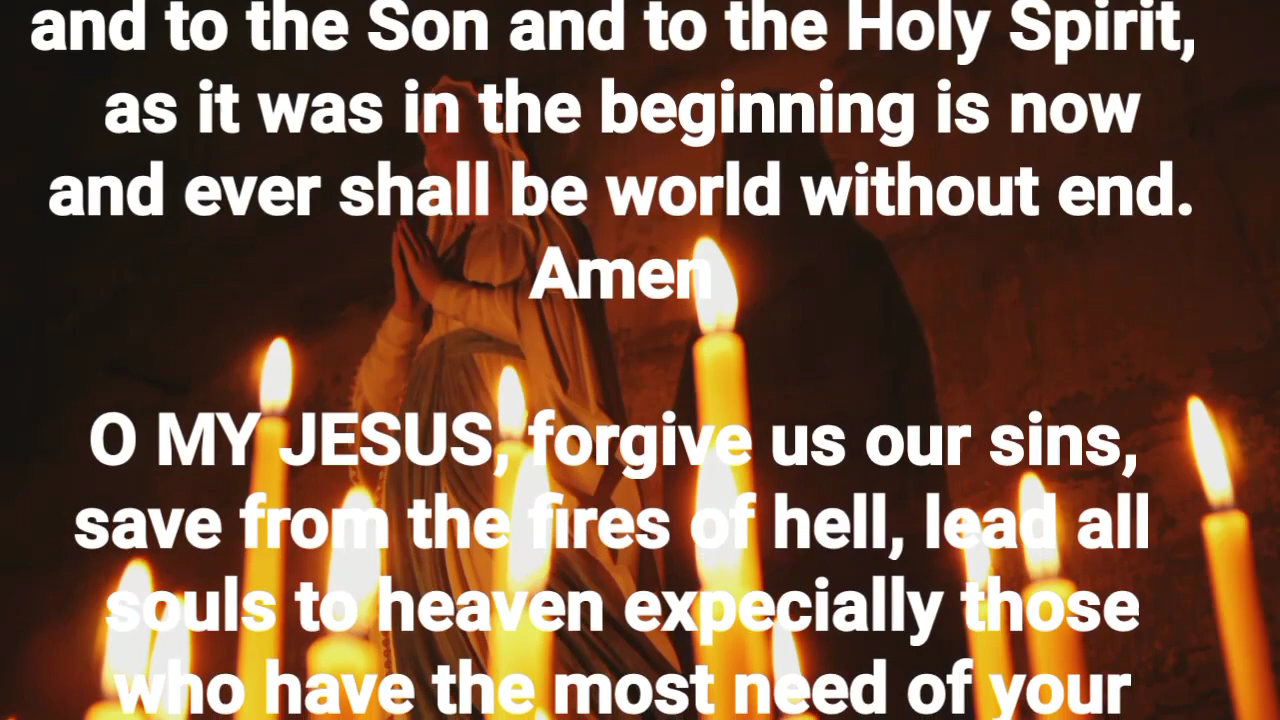 and to the Son and to the Holy Spirit,
as it was in the beginning is now
and ever shall be world without end.
Amen
O MY JESUS, forgive us our sins,
save from the fires of hell, lead all
souls to heaven expecially those
who have the most need of your